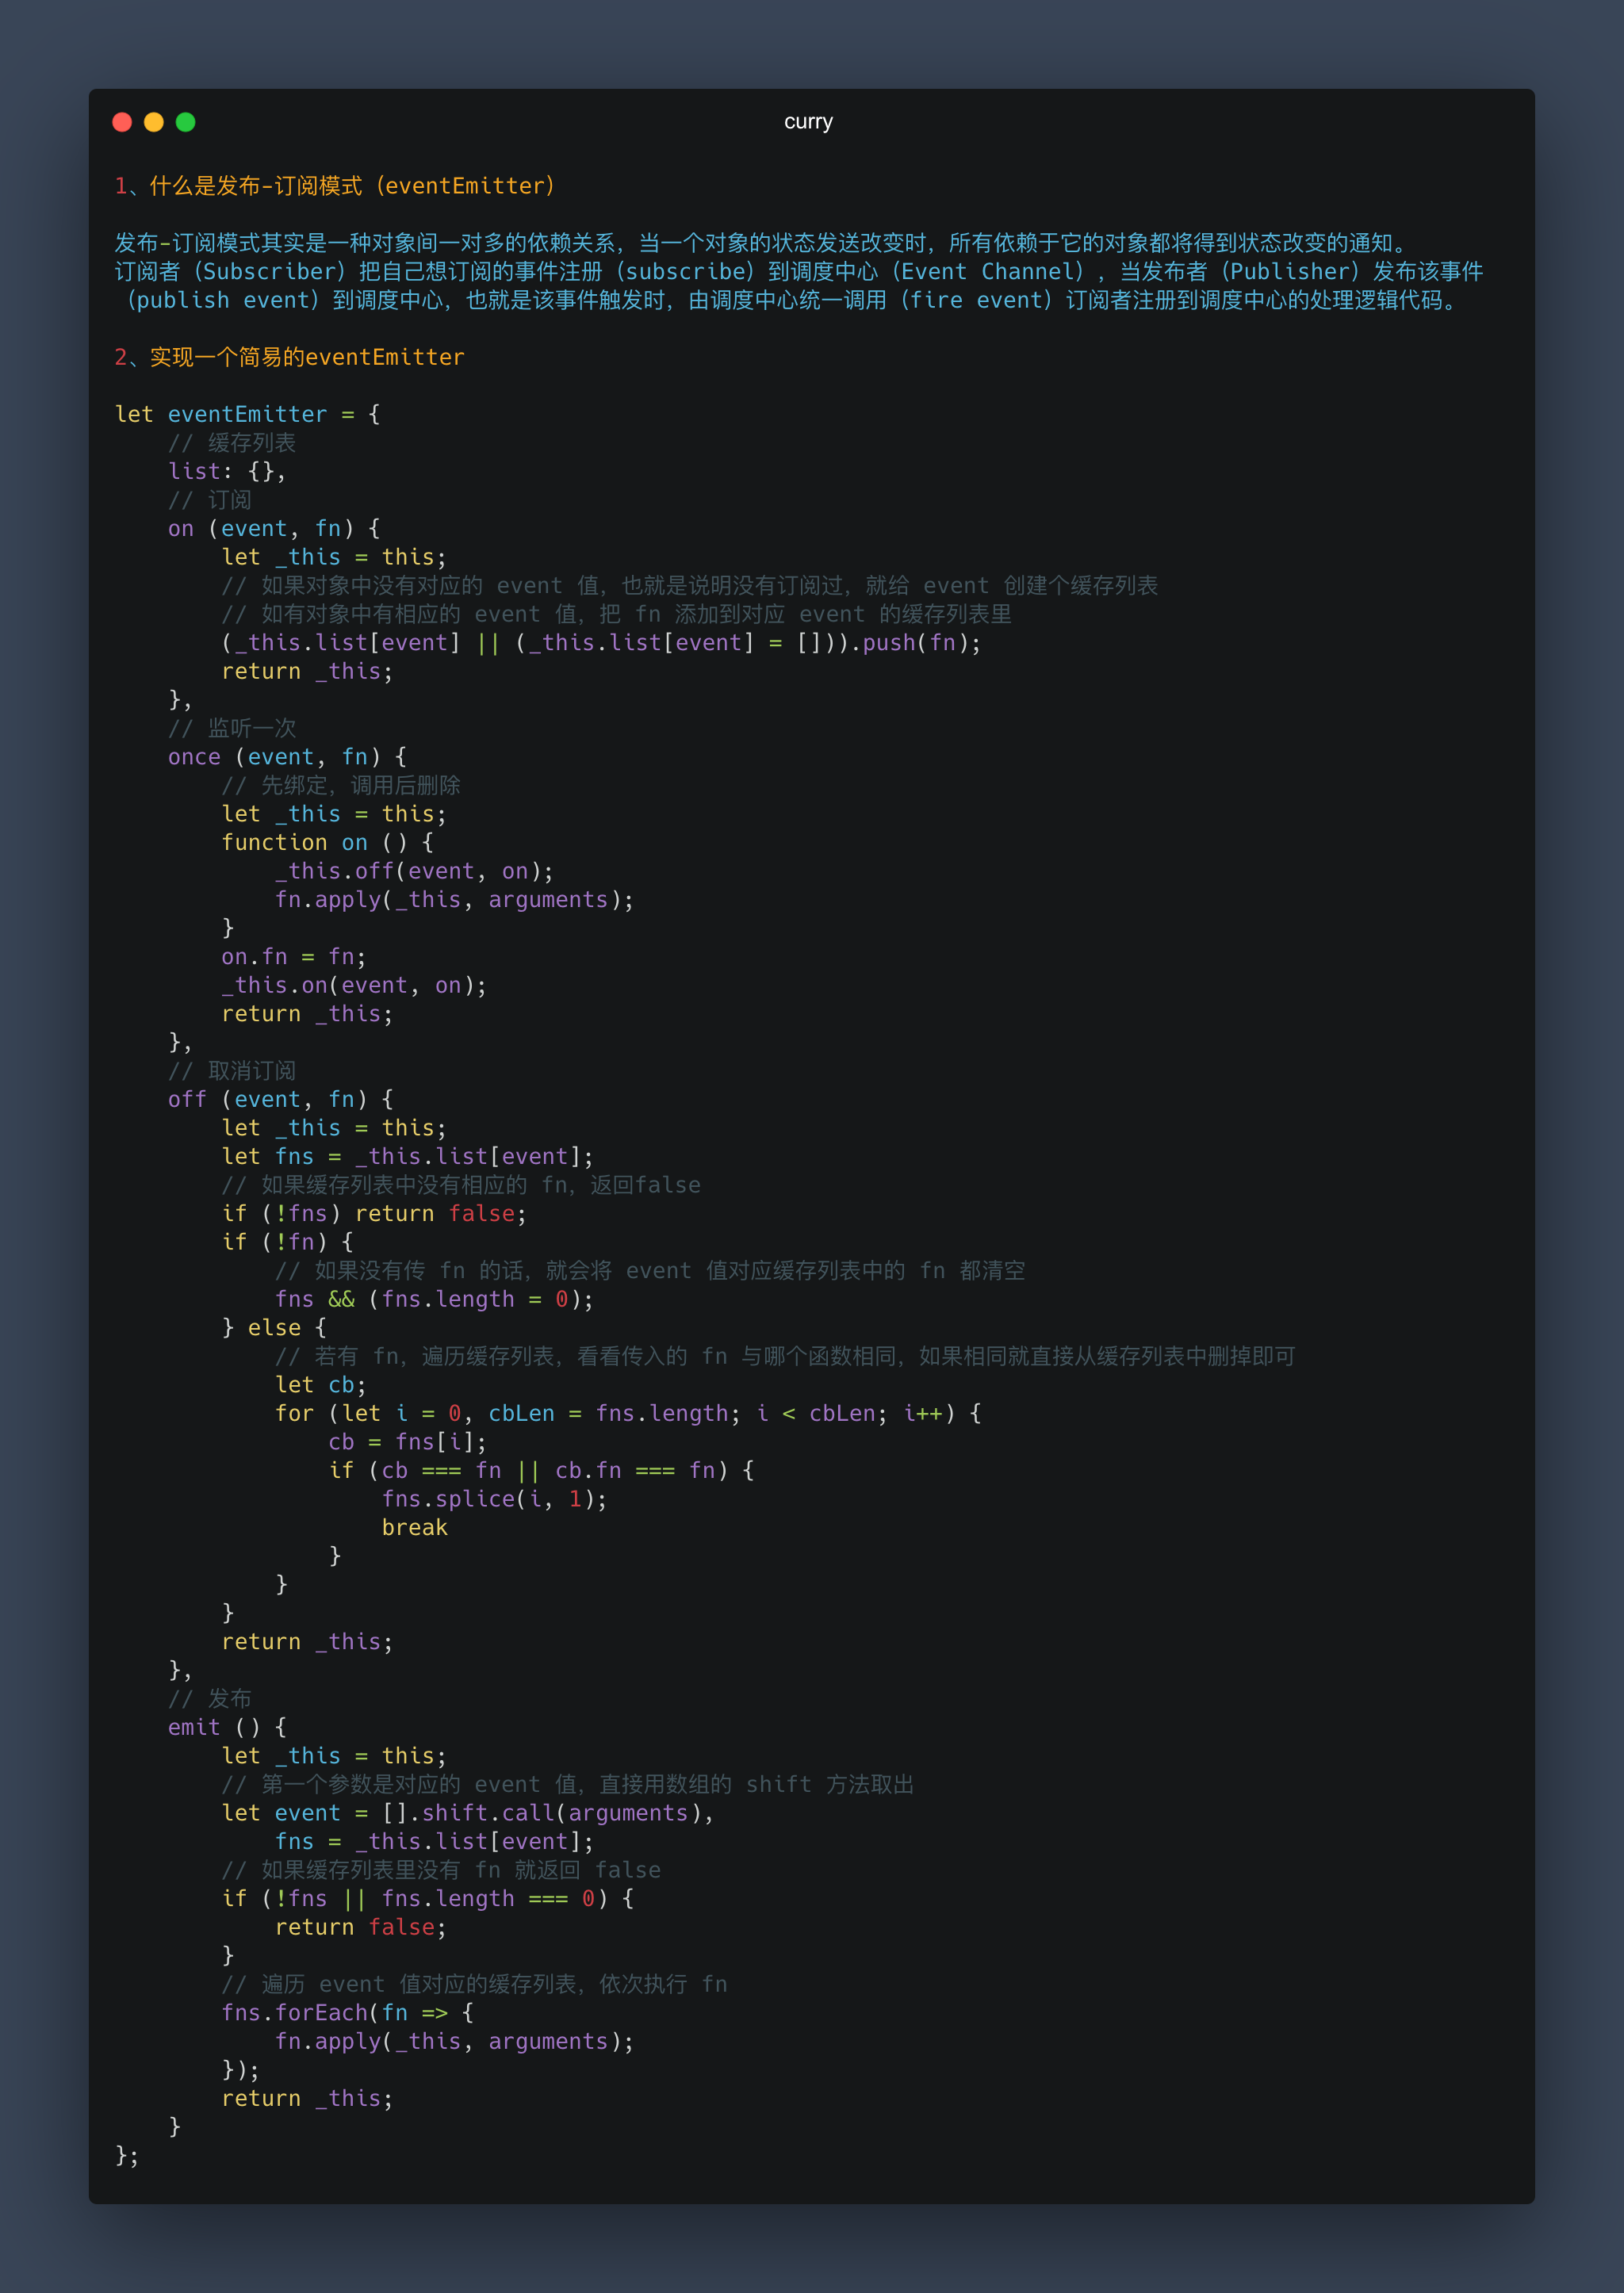 curry
1、什么是发布-订阅模式（eventEmitter）
发布-订阅模式其实是一种对象间一对多的依赖关系，当一个对象的状态发送改变时，所有依赖于它的对象都将得到状态改变的通知。
订阅者（Subscriber）把自己想订阅的事件注册（subscribe）到调度中心（Event Channel），当发布者（Publisher）发布该事件
（publish event）到调度中心，也就是该事件触发时，由调度中心统一调用（fire event）订阅者注册到调度中心的处理逻辑代码。
2、实现一个简易的eventEmitter
let eventEmitter = {
    // 缓存列表
    list: {},
    // 订阅
    on (event, fn) {
        let _this = this;
        // 如果对象中没有对应的 event 值，也就是说明没有订阅过，就给 event 创建个缓存列表
        // 如有对象中有相应的 event 值，把 fn 添加到对应 event 的缓存列表里
        (_this.list[event] || (_this.list[event] = [])).push(fn);
        return _this;
    },
    // 监听一次
    once (event, fn) {
        // 先绑定，调用后删除
        let _this = this;
        function on () {
            _this.off(event, on);
            fn.apply(_this, arguments);
        }
        on.fn = fn;
        _this.on(event, on);
        return _this;
    },
    // 取消订阅
    off (event, fn) {
        let _this = this;
        let fns = _this.list[event];
        // 如果缓存列表中没有相应的 fn，返回false
        if (!fns) return false;
        if (!fn) {
            // 如果没有传 fn 的话，就会将 event 值对应缓存列表中的 fn 都清空
            fns && (fns.length = 0);
        } else {
            // 若有 fn，遍历缓存列表，看看传入的 fn 与哪个函数相同，如果相同就直接从缓存列表中删掉即可
            let cb;
            for (let i = 0, cbLen = fns.length; i < cbLen; i++) {
                cb = fns[i];
                if (cb === fn || cb.fn === fn) {
                    fns.splice(i, 1);
                    break
                }
            }
        }
        return _this;
    },
    // 发布
    emit () {
        let _this = this;
        // 第一个参数是对应的 event 值，直接用数组的 shift 方法取出
        let event = [].shift.call(arguments),
            fns = _this.list[event];
        // 如果缓存列表里没有 fn 就返回 false
        if (!fns || fns.length === 0) {
            return false;
        }
        // 遍历 event 值对应的缓存列表，依次执行 fn
        fns.forEach(fn => {
            fn.apply(_this, arguments);
        });
        return _this;
    }
};